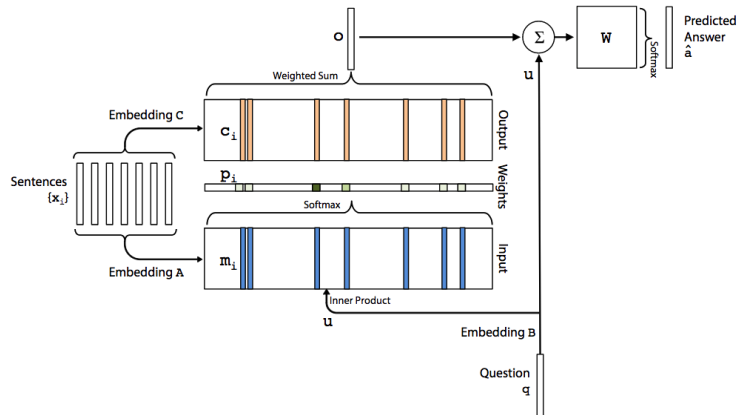 o
Σ
W
Softmax
Predicted
Answer
â
u
Weighted Sum
Embedding C
c_i
Output
Sentences
{x_i}
p_i
Weights
Softmax
Embedding A
m_i
Input
Inner Product
u
Embedding B
Question
q